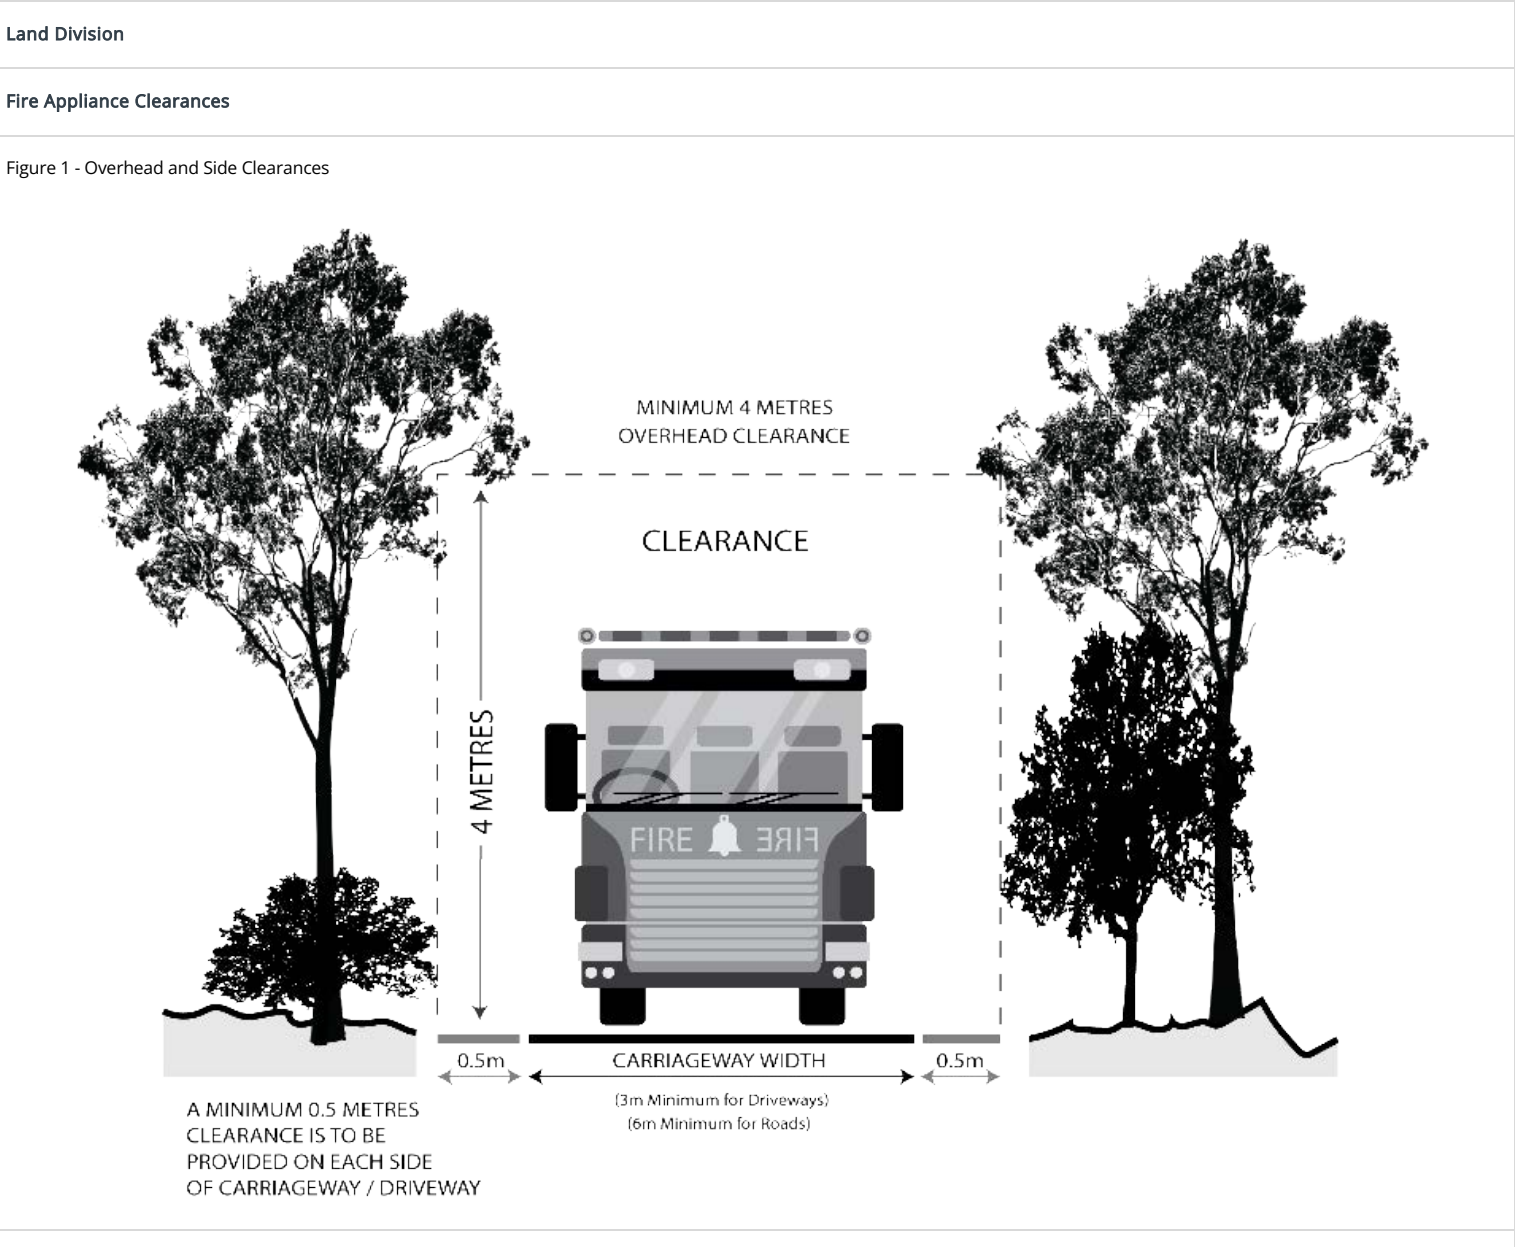 Land Division
Fire Appliance Clearances
Figure 1 - Overhead and Side Clearances
MINIMUM 4 METRES
OVERHEAD CLEARANCE
CLEARANCE
4 METRES
FIRE FIRE
0.5m
CARRIAGEWAY WIDTH
0.5m
(3m Minimum for Driveways)
(6m Minimum for Roads)
A MINIMUM 0.5 METRES
CLEARANCE IS TO BE
PROVIDED ON EACH SIDE
OF CARRIAGEWAY / DRIVEWAY